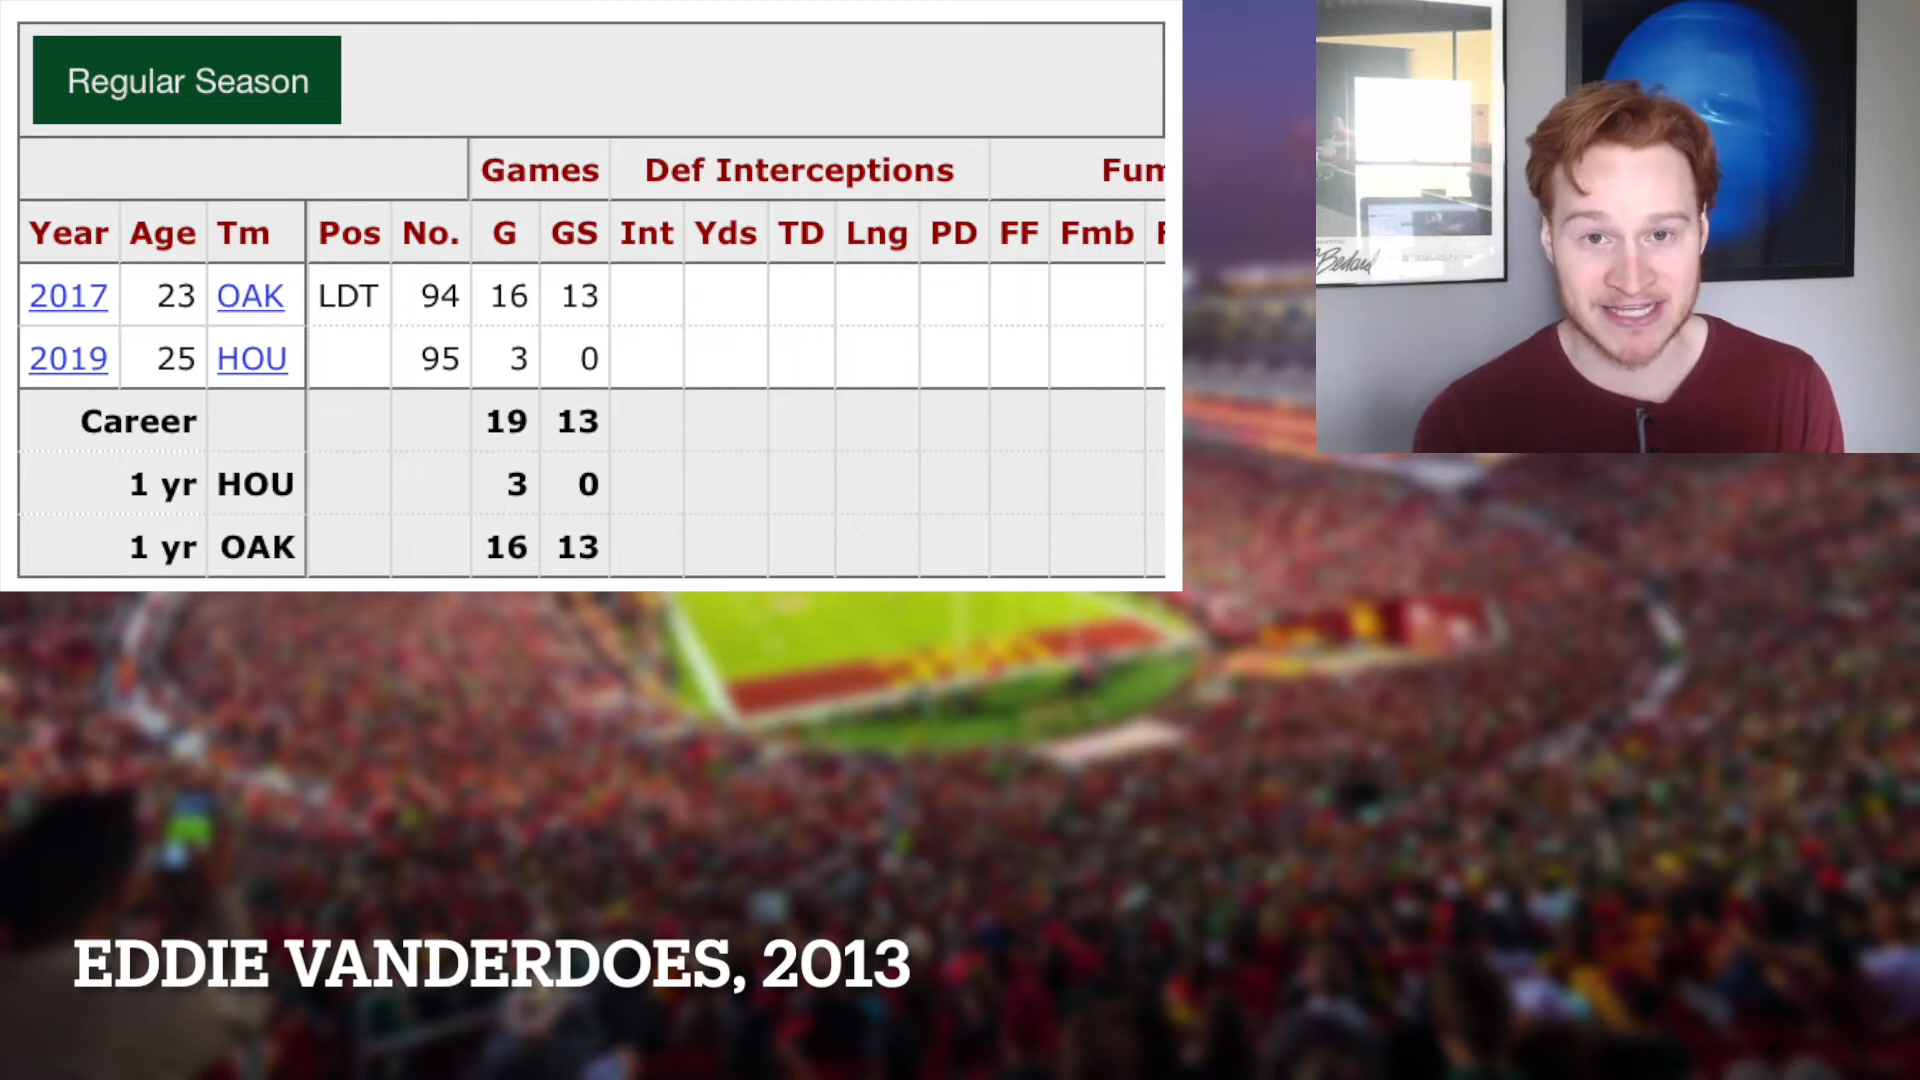 Regular Season
Games Def Interceptions Fum
Year Age Tm Pos No. G GS Int Yds TD Lng PD FF Fmb F
2017 23 OAK LDT 94 16 13
2019 25 HOU 95 3 0
Career 19 13
1 yr HOU 3 0
1 yr OAK 16 13
Bedard
EDDIE VANDERDOES, 2013